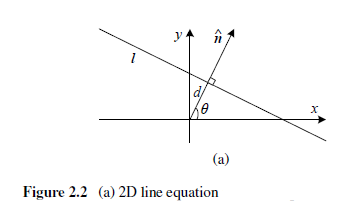 y n̂
l
d
θ
x
(a)
Figure 2.2 (a) 2D line equation